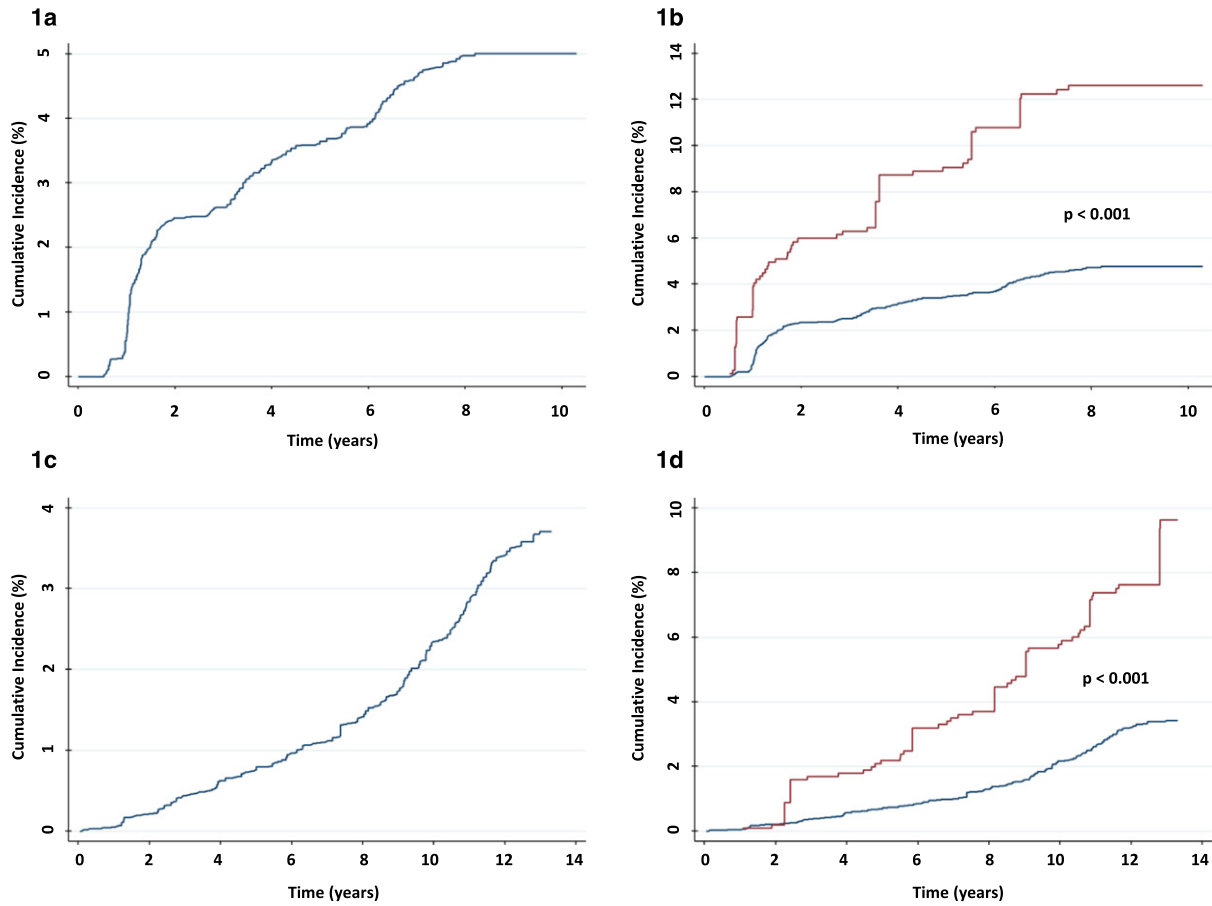 1a
Cumulative Incidence (%)
5
4
3
2
1
0
0 2 4 6 8 10
Time (years)
1b
Cumulative Incidence (%)
14
12
10
8
6
4
2
0
p < 0.001
0 2 4 6 8 10
Time (years)
1c
Cumulative Incidence (%)
4
3
2
1
0
0 2 4 6 8 10 12 14
Time (years)
1d
Cumulative Incidence (%)
10
8
6
4
2
0
p < 0.001
0 2 4 6 8 10 12 14
Time (years)